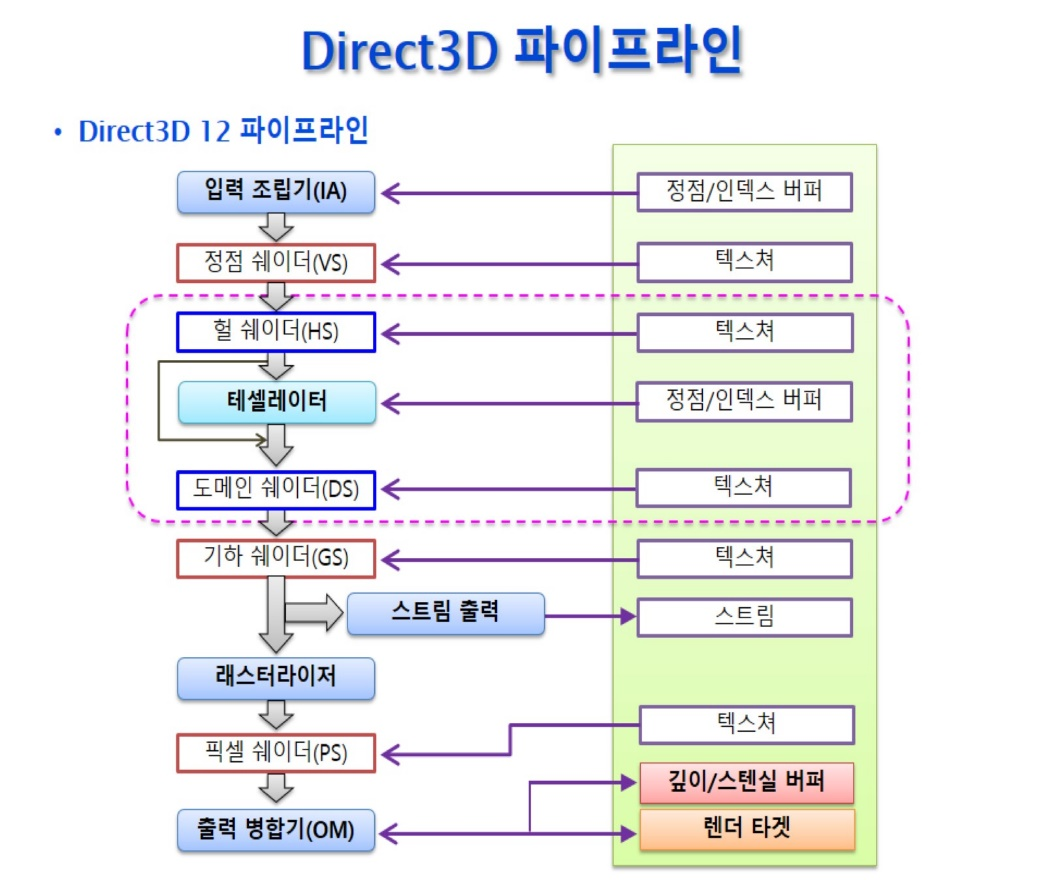 Direct3D 파이프라인
• Direct3D 12 파이프라인
입력 조립기(IA)
정점/인덱스 버퍼
정점 쉐이더(VS)
텍스쳐
헐 쉐이더(HS)
텍스쳐
테셀레이터
정점/인덱스 버퍼
도메인 쉐이더(DS)
텍스쳐
기하 쉐이더(GS)
텍스쳐
스트림 출력
스트림
래스터라이저
텍스쳐
픽셀 쉐이더(PS)
깊이/스텐실 버퍼
출력 병합기(OM)
렌더 타겟